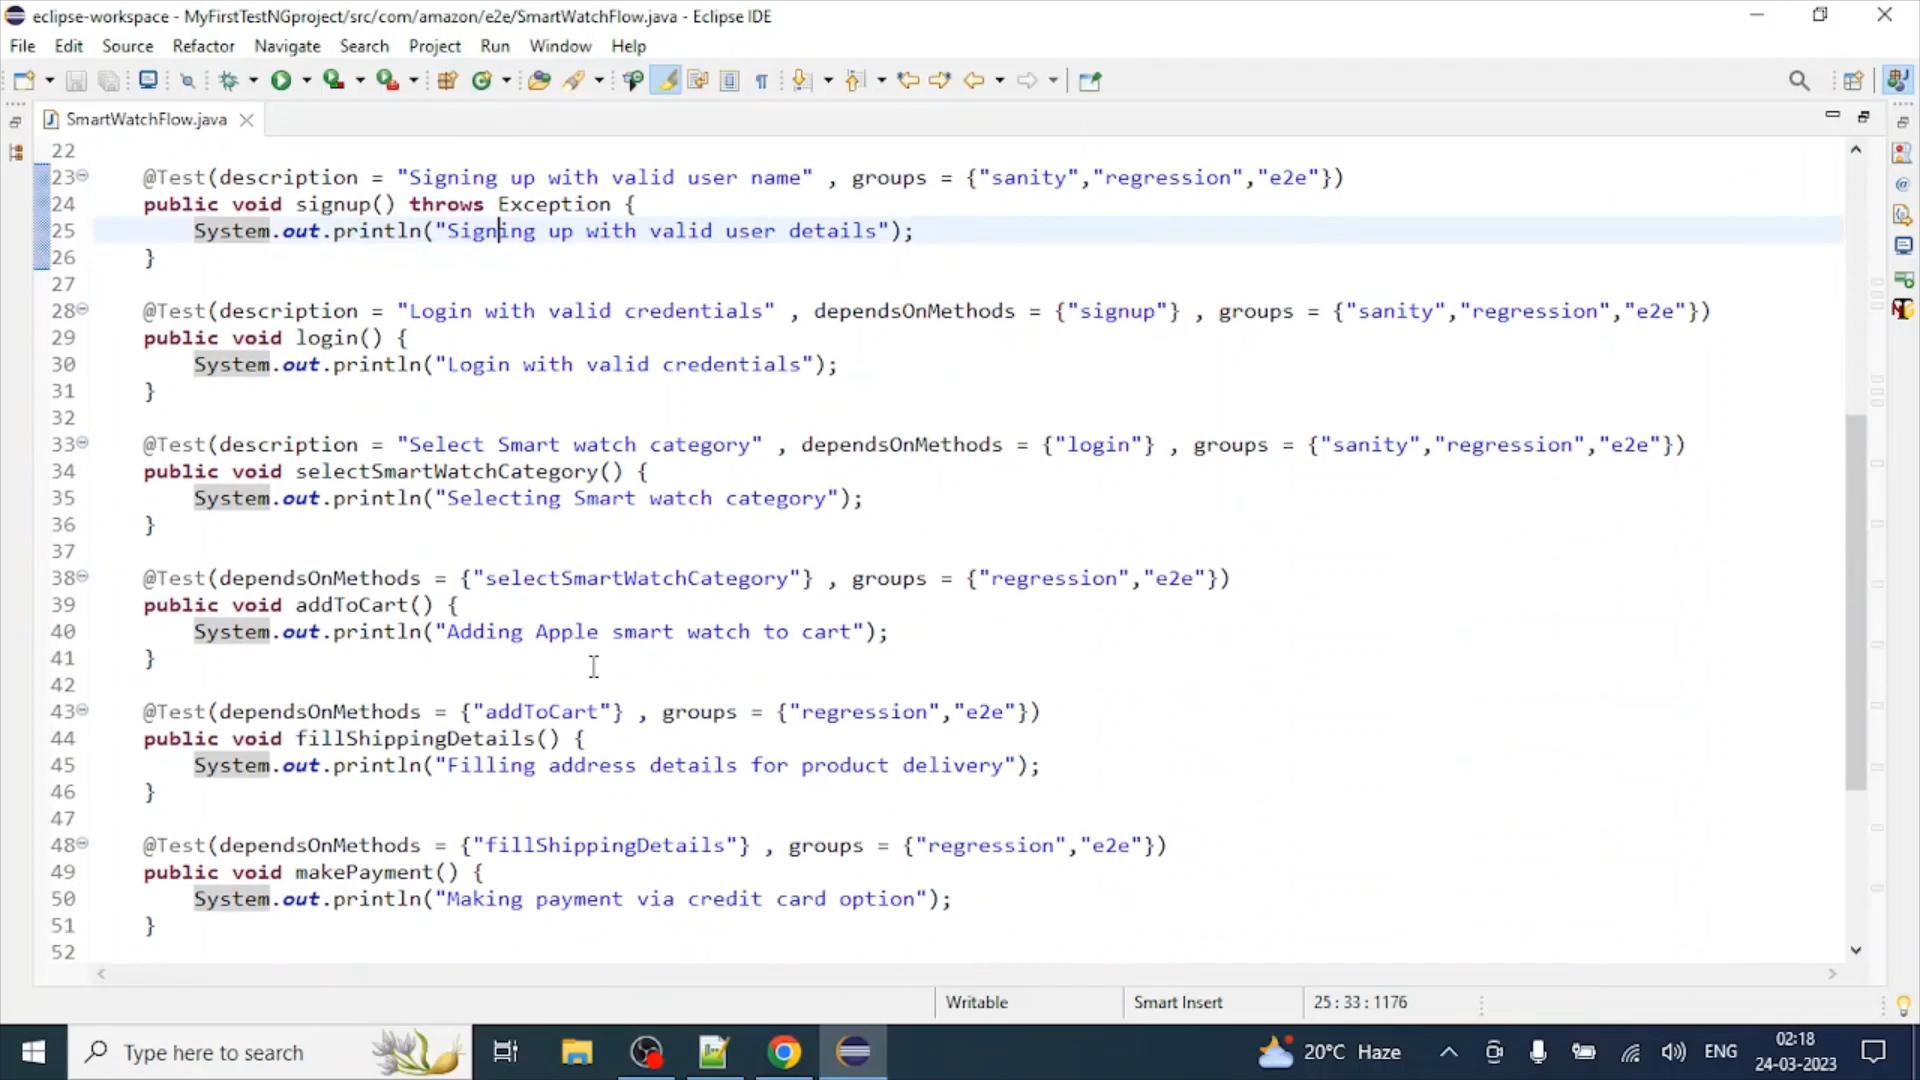 eclipse-workspace - MyFirstTestNGproject/src/com/amazon/e2e/SmartWatchFlow.java - Eclipse IDE
File Edit Source Refactor Navigate Search Project Run Window Help
SmartWatchFlow.java
22
23 @Test(description = "Signing up with valid user name" , groups = {"sanity","regression","e2e"})
24 public void signup() throws Exception {
25 System.out.println("Signing up with valid user details");
26 }
27
28 @Test(description = "Login with valid credentials" , dependsOnMethods = {"signup"} , groups = {"sanity","regression","e2e"})
29 public void login() {
30 System.out.println("Login with valid credentials");
31 }
32
33 @Test(description = "Select Smart watch category" , dependsOnMethods = {"login"} , groups = {"sanity","regression","e2e"})
34 public void selectSmartWatchCategory() {
35 System.out.println("Selecting Smart watch category");
36 }
37
38 @Test(dependsOnMethods = {"selectSmartWatchCategory"} , groups = {"regression","e2e"})
39 public void addToCart() {
40 System.out.println("Adding Apple smart watch to cart");
41 }
42
43 @Test(dependsOnMethods = {"addToCart"} , groups = {"regression","e2e"})
44 public void fillShippingDetails() {
45 System.out.println("Filling address details for product delivery");
46 }
47
48 @Test(dependsOnMethods = {"fillShippingDetails"} , groups = {"regression","e2e"})
49 public void makePayment() {
50 System.out.println("Making payment via credit card option");
51 }
52
Writable Smart Insert 25 : 33 : 1176
Type here to search 20°C Haze ENG 02:18
24-03-2023